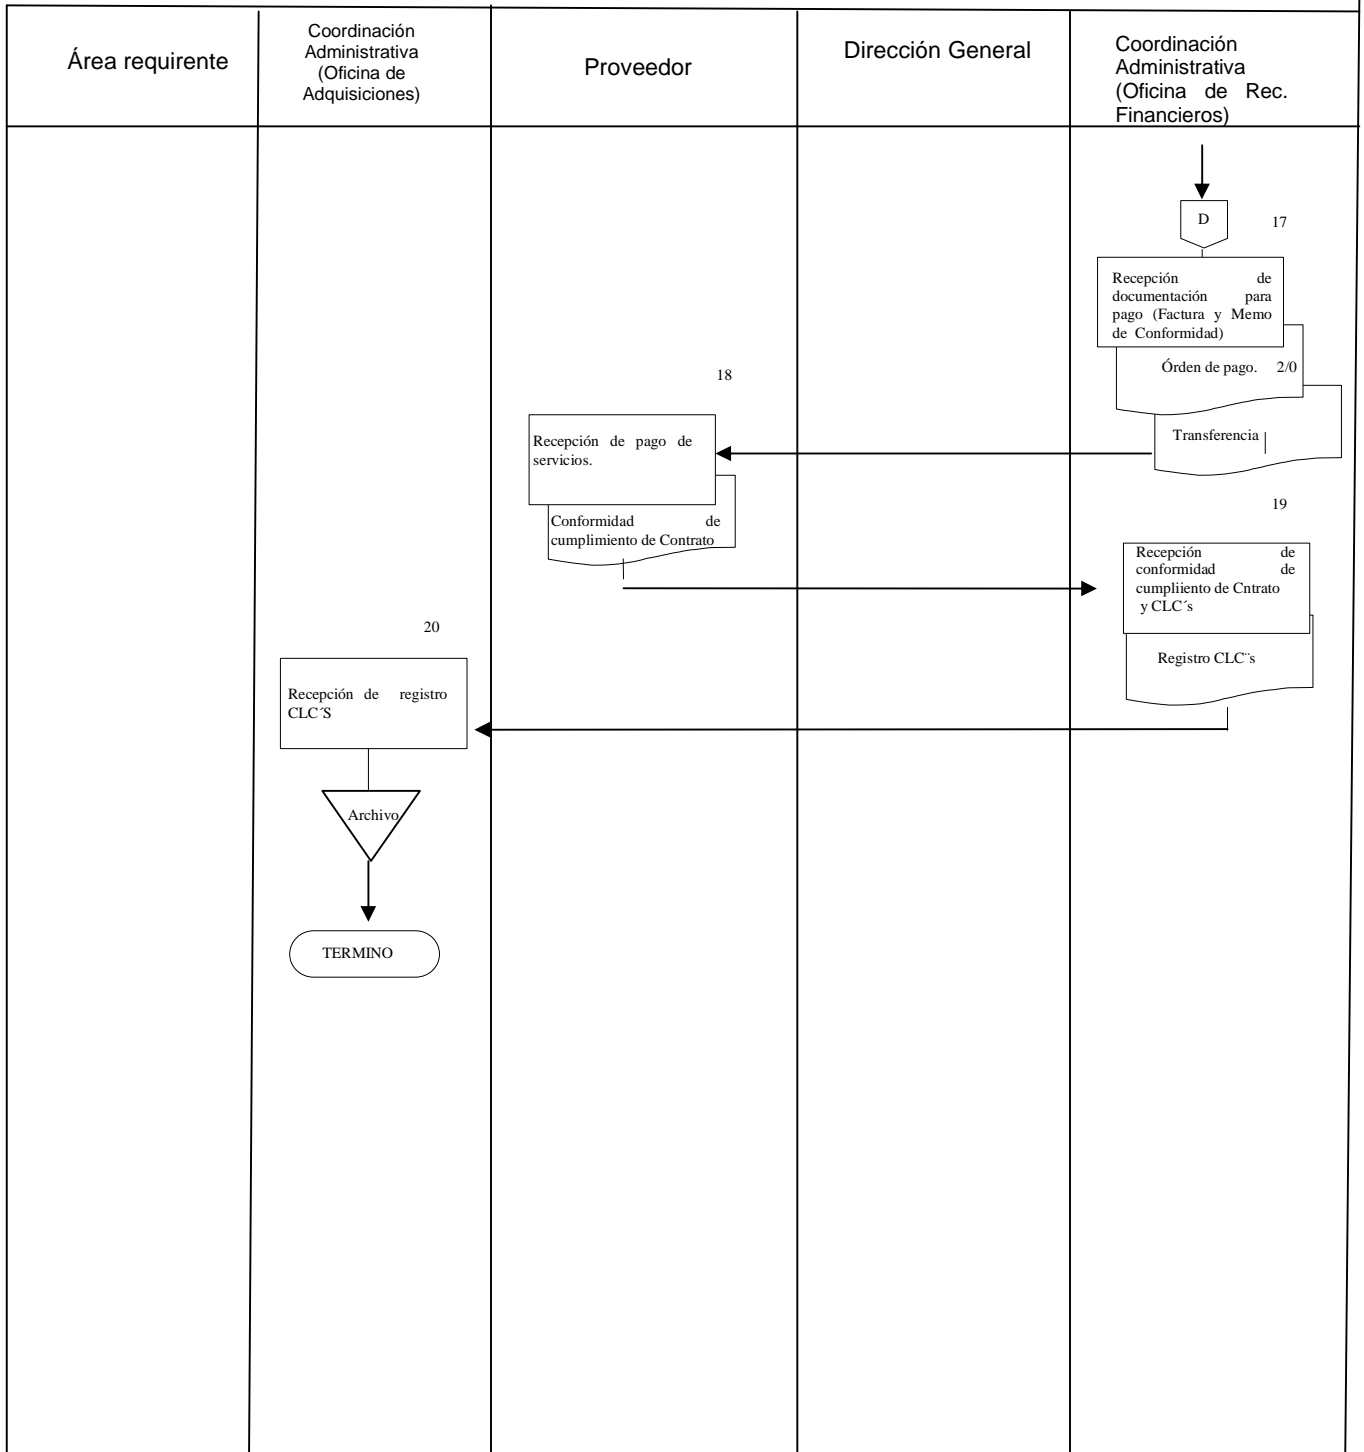 Área requirente
Coordinación
Administrativa
(Oficina de
Adquisiciones)
Proveedor
Dirección General
Coordinación
Administrativa
(Oficina de Rec.
Financieros)
D
17
Recepción de
documentación para
pago (Factura y Memo
de Conformidad)
Órden de pago. 2/0
Transferencia
18
Recepción de pago de
servicios.
Conformidad de
cumplimiento de Contrato
19
Recepción de
conformidad de
cumpliiento de Cntrato
y CLC´s
Registro CLC¨s
20
Recepción de registro
CLC´S
Archivo
TERMINO